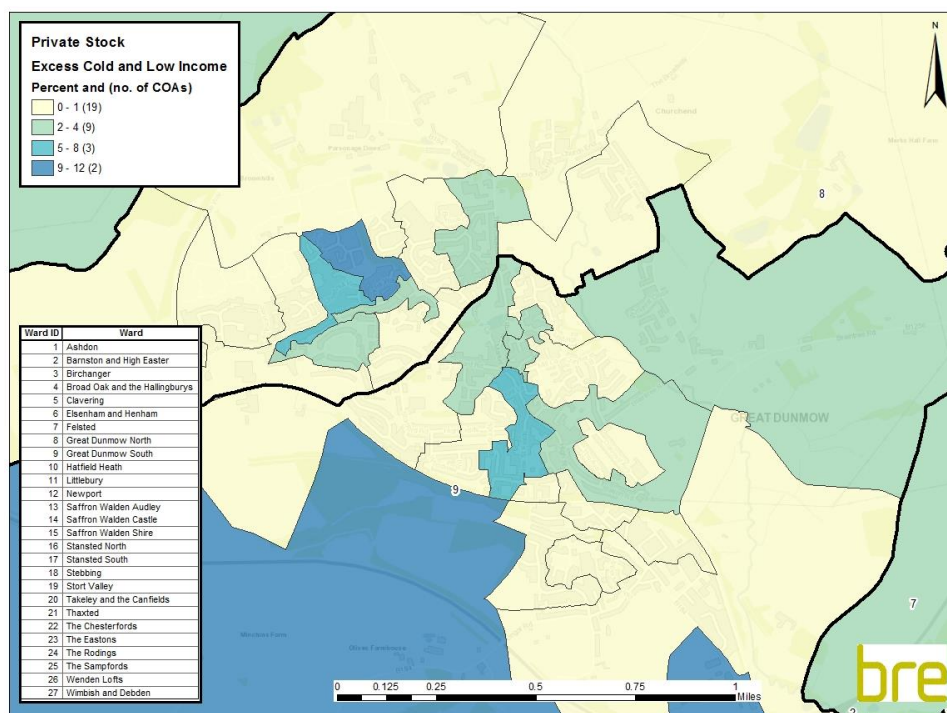 Private Stock
Excess Cold and Low Income
Percent and (no. of COAs)
0 - 1 (19)
2 - 4 (9)
5 - 8 (3)
9 - 12 (2)
N
Churchend
8
Ward ID Ward
1 Ashdon
2 Barnston and High Easter
3 Birchanger
4 Broad Oak and the Hallingburys
5 Clavering
6 Elsenham and Henham
7 Felsted
8 Great Dunmow North
9 Great Dunmow South
10 Hatfield Heath
11 Littlebury
12 Newport
13 Saffron Walden Audley
14 Saffron Walden Castle
15 Saffron Walden Shire
16 Stansted North
17 Stansted South
18 Stebbing
19 Stort Valley
20 Takeley and the Canfields
21 Thaxted
22 The Chesterfords
23 The Eastons
24 The Rodings
25 The Sampfords
26 Wenden Lofts
27 Wimbish and Debden
GREAT DUNMOW
9
7
0 0.125 0.25 0.5 0.75 1
Miles
bre